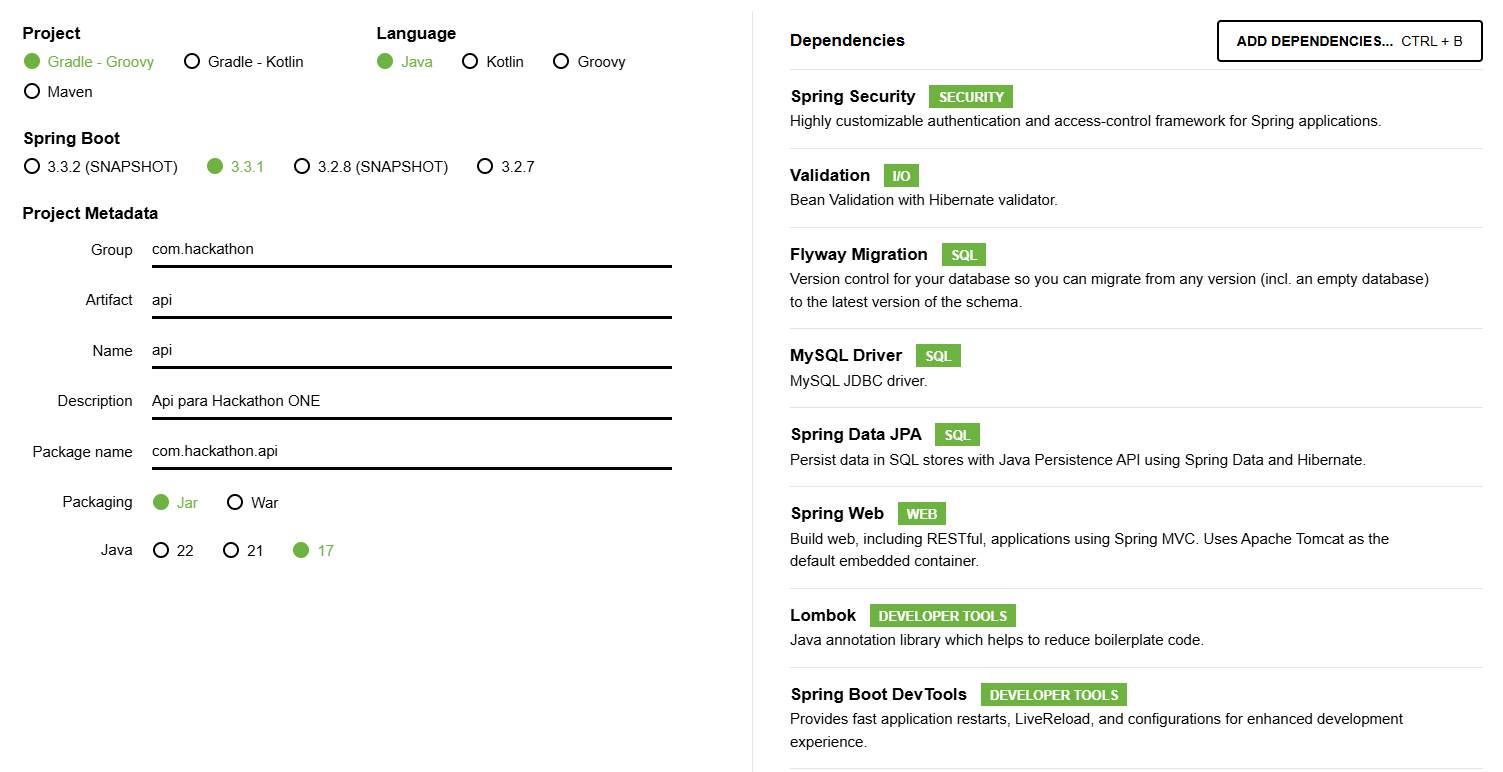 Project
Gradle - Groovy Gradle - Kotlin
Maven
Language
Java Kotlin Groovy
Spring Boot
3.3.2 (SNAPSHOT) 3.3.1 3.2.8 (SNAPSHOT) 3.2.7
Project Metadata
Group com.hackathon
Artifact api
Name api
Description Api para Hackathon ONE
Package name com.hackathon.api
Packaging Jar War
Java 22 21 17
Dependencies
ADD DEPENDENCIES... CTRL + B
Spring Security SECURITY
Highly customizable authentication and access-control framework for Spring applications.
Validation I/O
Bean Validation with Hibernate validator.
Flyway Migration SQL
Version control for your database so you can migrate from any version (incl. an empty database)
to the latest version of the schema.
MySQL Driver SQL
MySQL JDBC driver.
Spring Data JPA SQL
Persist data in SQL stores with Java Persistence API using Spring Data and Hibernate.
Spring Web WEB
Build web, including RESTful, applications using Spring MVC. Uses Apache Tomcat as the
default embedded container.
Lombok DEVELOPER TOOLS
Java annotation library which helps to reduce boilerplate code.
Spring Boot DevTools DEVELOPER TOOLS
Provides fast application restarts, LiveReload, and configurations for enhanced development
experience.